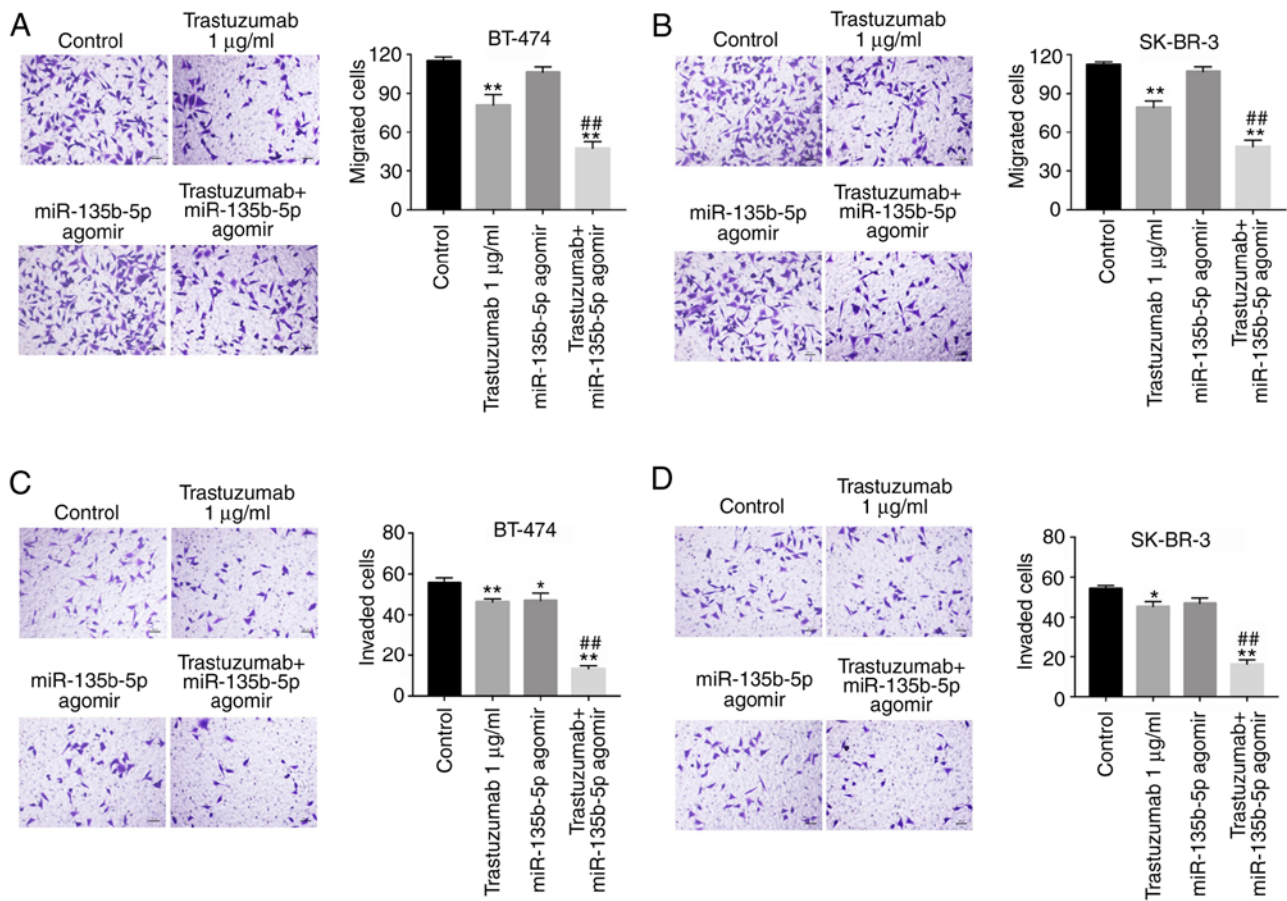 A
Control
Trastuzumab
1 μg/ml
miR-135b-5p
agomir
Trastuzumab+
miR-135b-5p
agomir
BT-474
Migrated cells
120
90
60
30
0
**
##
**
Control
Trastuzumab 1 μg/ml
miR-135b-5p agomir
Trastuzumab+
miR-135b-5p agomir
B
Control
Trastuzumab
1 μg/ml
miR-135b-5p
agomir
Trastuzumab+
miR-135b-5p
agomir
SK-BR-3
Migrated cells
120
90
60
30
0
**
##
**
Control
Trastuzumab 1 μg/ml
miR-135b-5p agomir
Trastuzumab+
miR-135b-5p agomir
C
Control
Trastuzumab
1 μg/ml
miR-135b-5p
agomir
Trastuzumab+
miR-135b-5p
agomir
BT-474
Invaded cells
80
60
40
20
0
**
*
##
**
Control
Trastuzumab 1 μg/ml
miR-135b-5p agomir
Trastuzumab+
miR-135b-5p agomir
D
Control
Trastuzumab
1 μg/ml
miR-135b-5p
agomir
Trastuzumab+
miR-135b-5p
agomir
SK-BR-3
Invaded cells
80
60
40
20
0
*
##
**
Control
Trastuzumab 1 μg/ml
miR-135b-5p agomir
Trastuzumab+
miR-135b-5p agomir